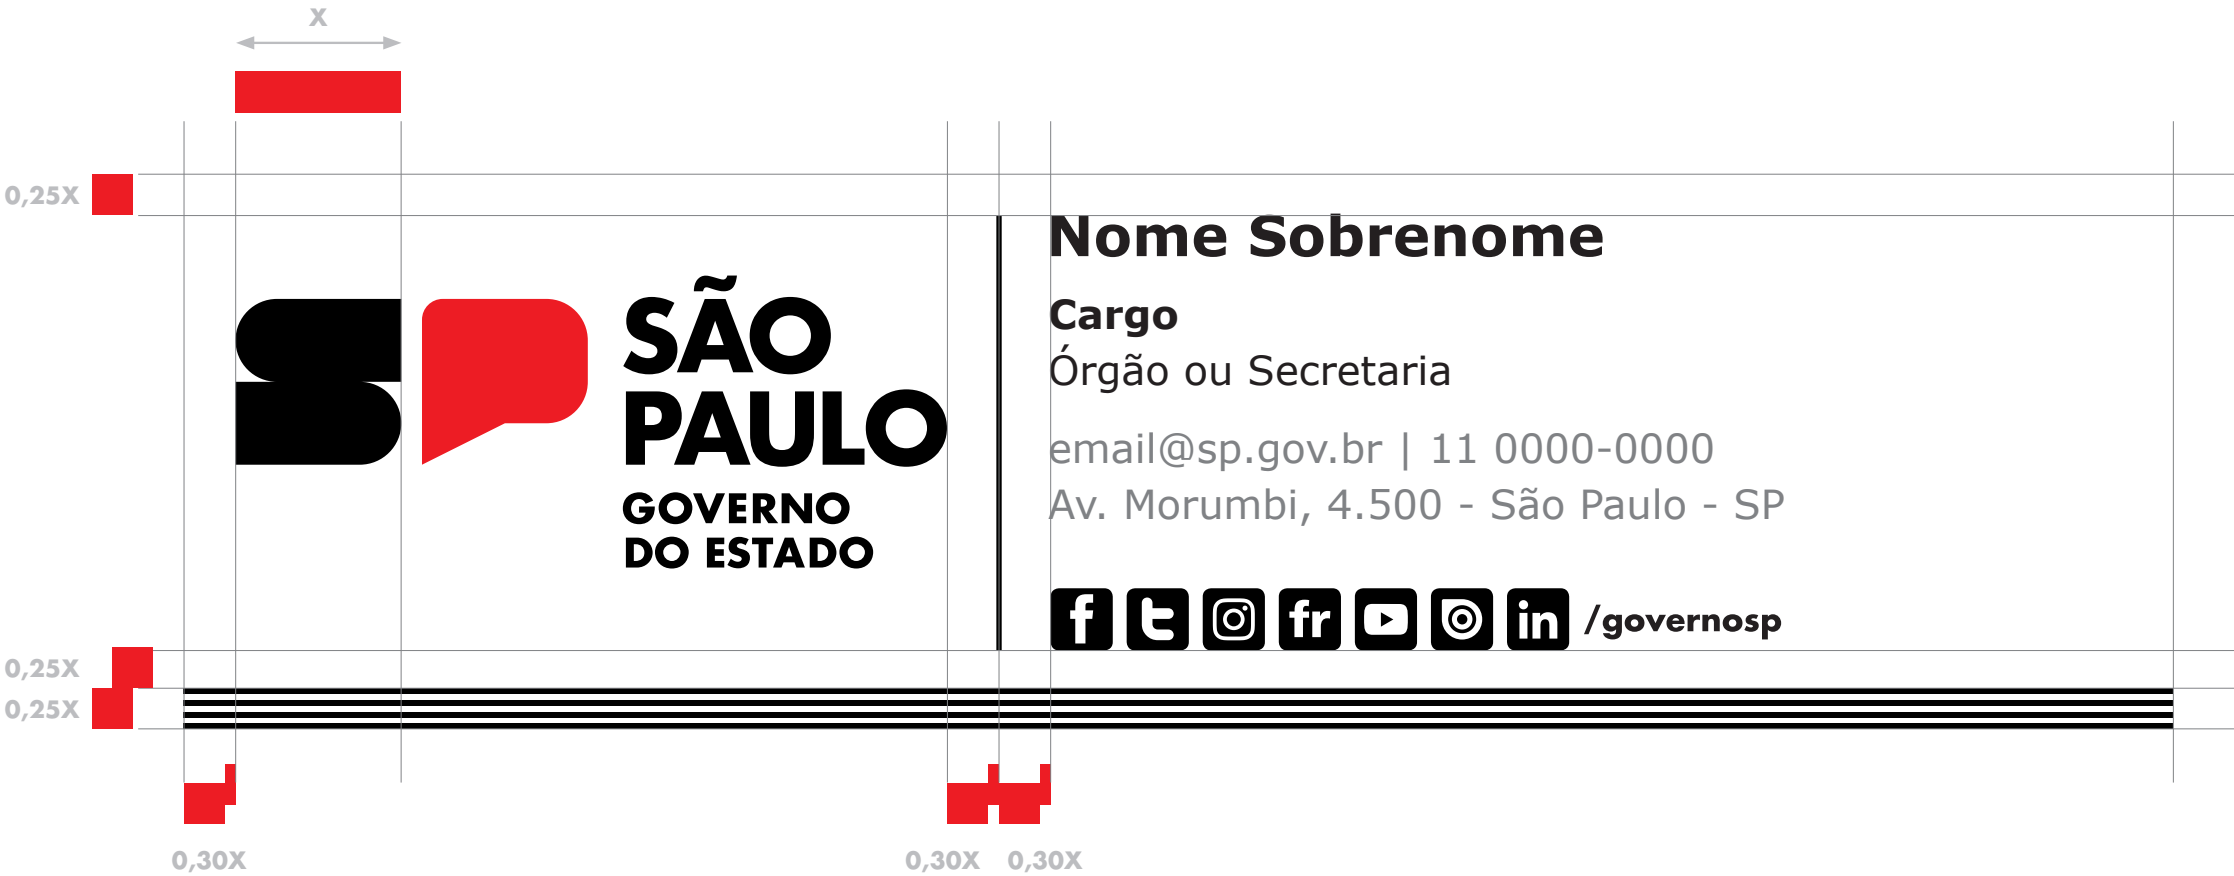 X
0,25X
SÃO
PAULO
GOVERNO
DO ESTADO
Nome Sobrenome
Cargo
Órgão ou Secretaria
email@sp.gov.br | 11 0000-0000
Av. Morumbi, 4.500 - São Paulo - SP
f t fr in /governosp
0,25X
0,25X
0,30X 0,30X 0,30X